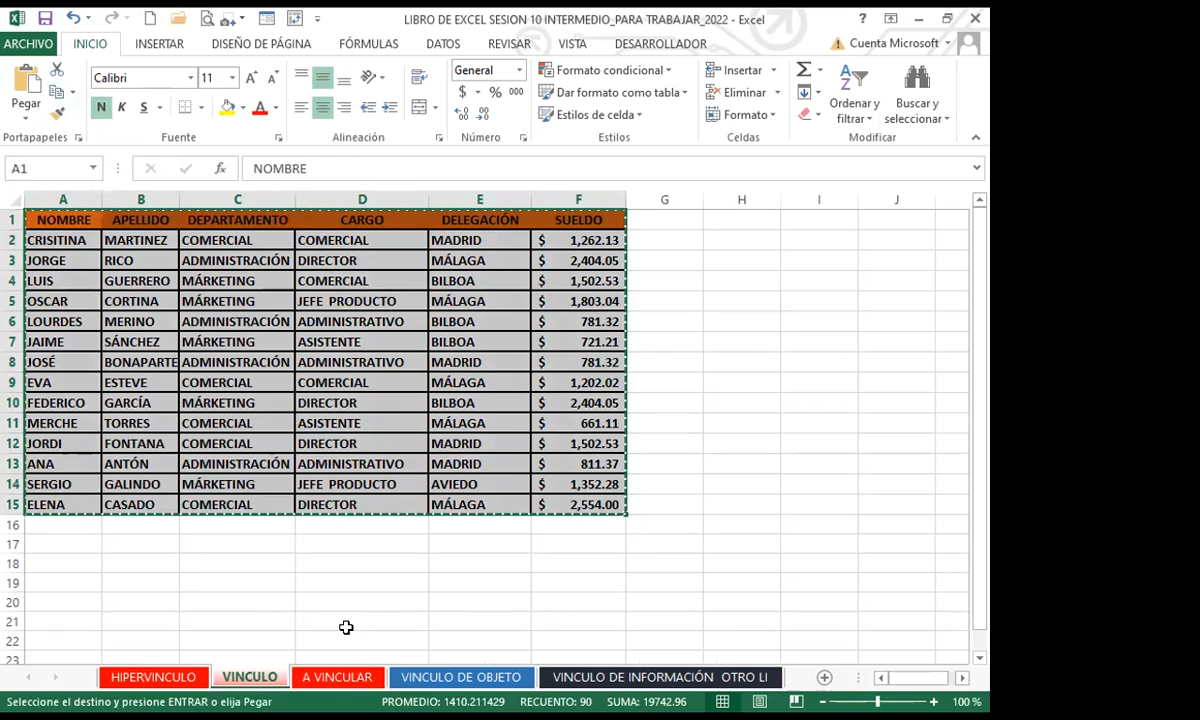 LIBRO DE EXCEL SESION 10 INTERMEDIO_PARA TRABAJAR_2022 - Excel
ARCHIVO INICIO INSERTAR DISEÑO DE PÁGINA FÓRMULAS DATOS REVISAR VISTA DESARROLLADOR Cuenta Microsoft
Calibri 11 General Formato condicional Insertar
Pegar N K S $ % 000 Dar formato como tabla Eliminar Ordenar y filtrar Buscar y seleccionar
Estilos de celda Formato
Portapapeles Fuente Alineación Número Estilos Celdas Modificar
A1 fx NOMBRE
A B C D E F G H I J
1 NOMBRE APELLIDO DEPARTAMENTO CARGO DELEGACIÓN SUELDO
2 CRISITINA MARTINEZ COMERCIAL COMERCIAL MADRID $ 1,262.13
3 JORGE RICO ADMINISTRACIÓN DIRECTOR MÁLAGA $ 2,404.05
4 LUIS GUERRERO MÁRKETING COMERCIAL BILBOA $ 1,502.53
5 OSCAR CORTINA MÁRKETING JEFE PRODUCTO MÁLAGA $ 1,803.04
6 LOURDES MERINO ADMINISTRACIÓN ADMINISTRATIVO BILBOA $ 781.32
7 JAIME SÁNCHEZ MÁRKETING ASISTENTE BILBOA $ 721.21
8 JOSÉ BONAPARTE ADMINISTRACIÓN ADMINISTRATIVO MADRID $ 781.32
9 EVA ESTEVE COMERCIAL COMERCIAL MÁLAGA $ 1,202.02
10 FEDERICO GARCÍA MÁRKETING DIRECTOR BILBOA $ 2,404.05
11 MERCHE TORRES COMERCIAL ASISTENTE MÁLAGA $ 661.11
12 JORDI FONTANA COMERCIAL DIRECTOR MADRID $ 1,502.53
13 ANA ANTÓN ADMINISTRACIÓN ADMINISTRATIVO MADRID $ 811.37
14 SERGIO GALINDO MÁRKETING JEFE PRODUCTO AVIEDO $ 1,352.28
15 ELENA CASADO COMERCIAL DIRECTOR MÁLAGA $ 2,554.00
16
17
18
19
20
21
22
23
HIPERVINCULO VINCULO A VINCULAR VINCULO DE OBJETO VINCULO DE INFORMACIÓN OTRO LI
Seleccione el destino y presione ENTRAR o elija Pegar PROMEDIO: 1410.211429 RECUENTO: 90 SUMA: 19742.96 100 %